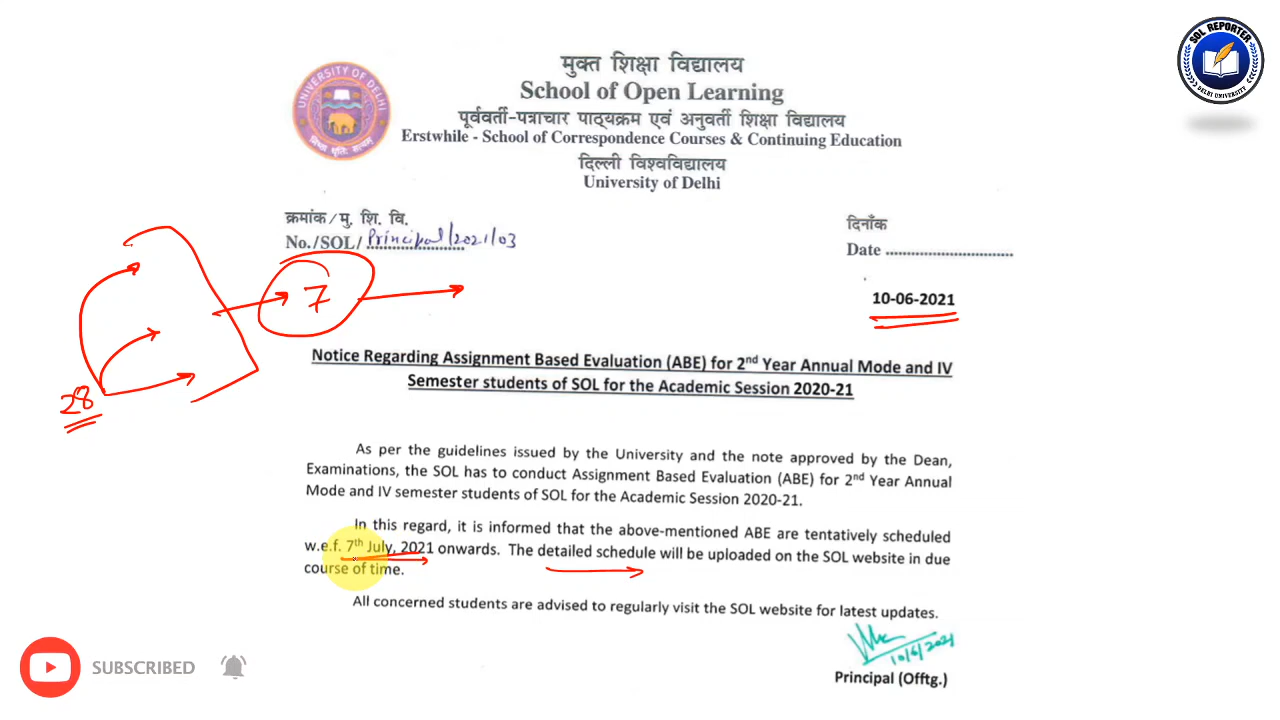 SOL REPORTER
DELHI UNIVERSITY
UNIVERSITY OF DELHI
मुक्त शिक्षा विद्यालय
School of Open Learning
पूर्ववर्ती-पत्राचार पाठ्यक्रम एवं अनुवर्ती शिक्षा विद्यालय
Erstwhile - School of Correspondence Courses & Continuing Education
दिल्ली विश्वविद्यालय
University of Delhi
क्रमांक/मु. शि. वि.
No./SOL/Principal/2021/03
दिनाँक
Date ................................
10-06-2021
7
28
Notice Regarding Assignment Based Evaluation (ABE) for 2nd Year Annual Mode and IV
Semester students of SOL for the Academic Session 2020-21
As per the guidelines issued by the University and the note approved by the Dean,
Examinations, the SOL has to conduct Assignment Based Evaluation (ABE) for 2nd Year Annual
Mode and IV semester students of SOL for the Academic Session 2020-21.
In this regard, it is informed that the above-mentioned ABE are tentatively scheduled
w.e.f. 7th July, 2021 onwards. The detailed schedule will be uploaded on the SOL website in due
course of time.
All concerned students are advised to regularly visit the SOL website for latest updates.
10/6/2021
Principal (Offtg.)
SUBSCRIBED